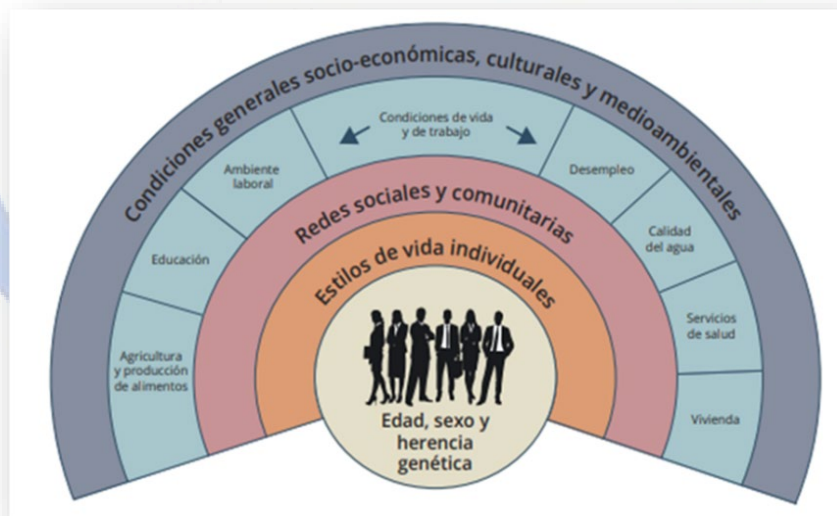 Condiciones generales socio-económicas, culturales y medioambientales
Condiciones de vida
y de trabajo
Ambiente
laboral
Desempleo
Educación
Calidad
del agua
Agricultura
y producción
de alimentos
Servicios
de salud
Vivienda
Redes sociales y comunitarias
Estilos de vida individuales
Edad, sexo y
herencia
genética